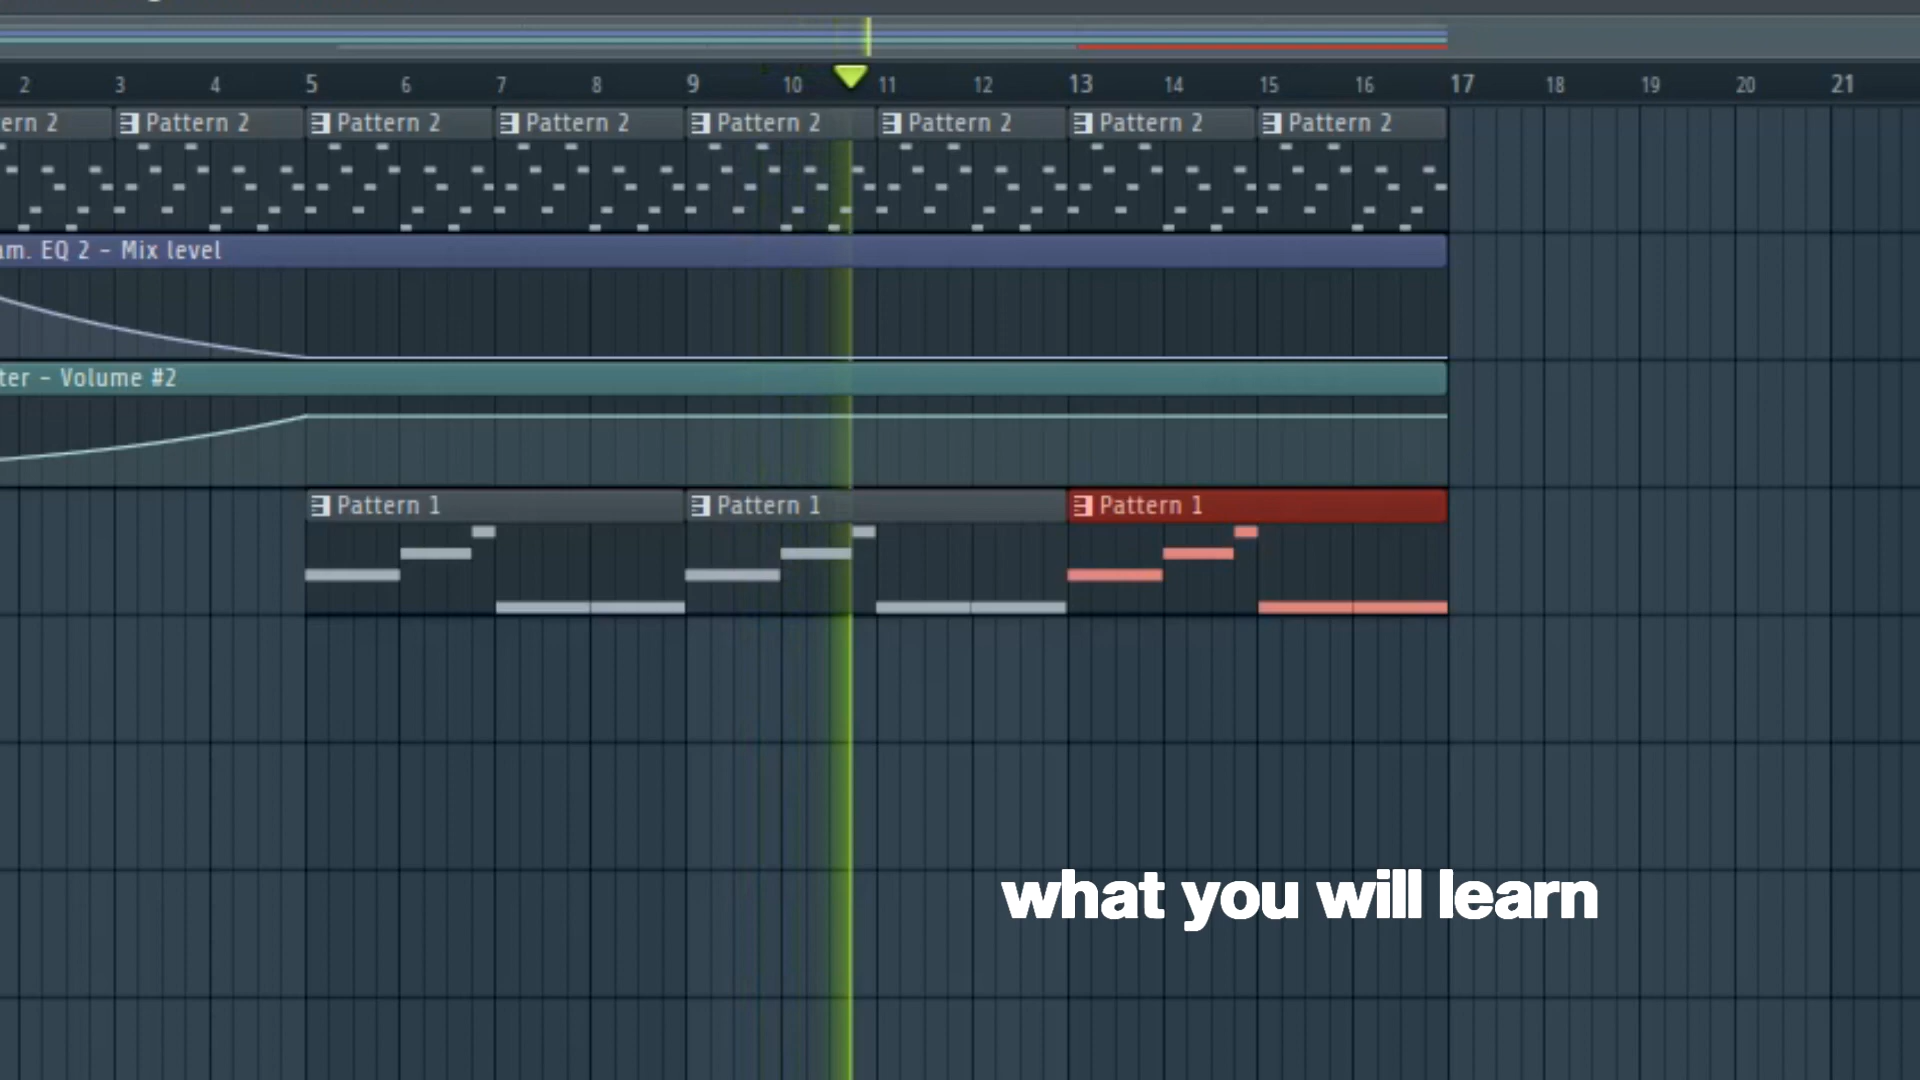 2 3 4 5 6 7 8 9 10 11 12 13 14 15 16 17 18 19 20 21
ern 2 Pattern 2 Pattern 2 Pattern 2 Pattern 2 Pattern 2 Pattern 2 Pattern 2
am. EQ 2 – Mix level
ter – Volume #2
Pattern 1 Pattern 1 Pattern 1
what you will learn